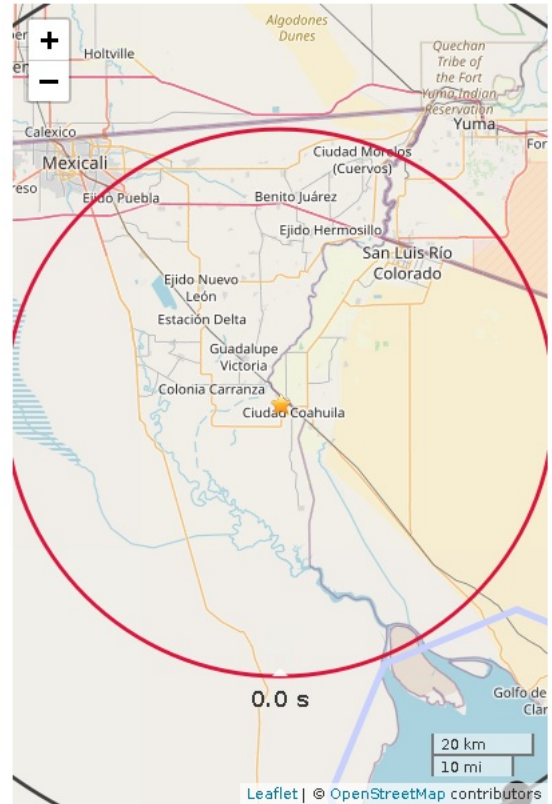 Algodones
Dunes
+
−
Holtville
Quechan
Tribe of
the Fort
Yuma Indian
Reservation
Yuma
Calexico
Mexicali
Ciudad Morelos
(Cuervos)
Ejido Puebla
Benito Juárez
Ejido Hermosillo
San Luis Río
Colorado
Ejido Nuevo
León
Estación Delta
Guadalupe
Victoria
Colonia Carranza
Ciudad Coahuila
0.0 s
Golfo de
20 km
10 mi
Leaflet | © OpenStreetMap contributors